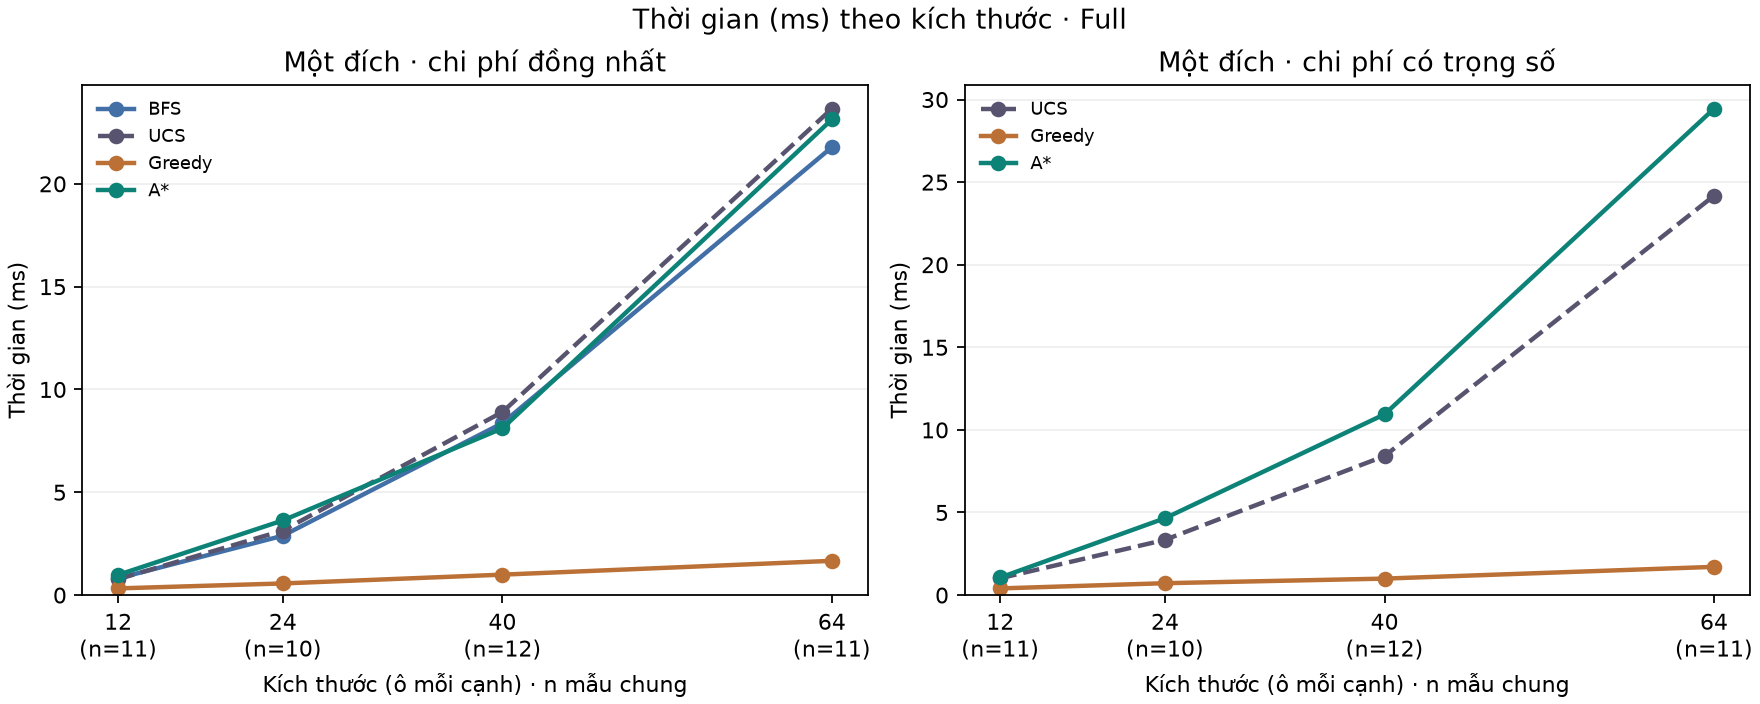 Thời gian (ms) theo kích thước · Full
Một đích · chi phí đồng nhất
BFS
UCS
Greedy
A*
Thời gian (ms)
20
15
10
5
0
12
(n=11)
24
(n=10)
40
(n=12)
64
(n=11)
Kích thước (ô mỗi cạnh) · n mẫu chung
Một đích · chi phí có trọng số
UCS
Greedy
A*
Thời gian (ms)
30
25
20
15
10
5
0
12
(n=11)
24
(n=10)
40
(n=12)
64
(n=11)
Kích thước (ô mỗi cạnh) · n mẫu chung